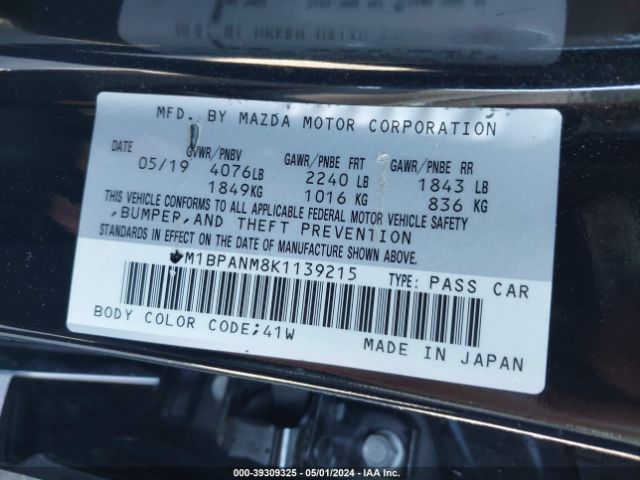 MFD. BY MAZDA MOTOR CORPORATION
DATE GVWR/PNBV GAWR/PNBE FRT GAWR/PNBE RR
05/19 4076LB 2240 LB 1843 LB
1849KG 1016 KG 836 KG
THIS VEHICLE CONFORMS TO ALL APPLICABLE FEDERAL MOTOR VEHICLE SAFETY
,BUMPER,AND THEFT PREVENTION
STANDARDS IN EFFECT ON THE DATE OF MANUFACTURE SHOWN ABOVE.
M1BPANM8K1139215 TYPE: PASS CAR
BODY COLOR CODE;41W
MADE IN JAPAN
000-39309325 - 05/01/2024 - IAA Inc.